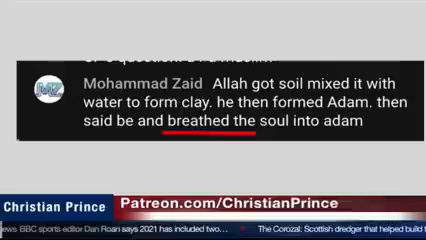 Mohammad Zaid Allah got soil mixed it with
water to form clay. he then formed Adam. then
said be and breathed the soul into adam
Christian Prince
Patreon.com/ChristianPrince
news BBC sports editor Dan Roan says 2021 has included two... The Corozal: Scottish dredger that helped build t